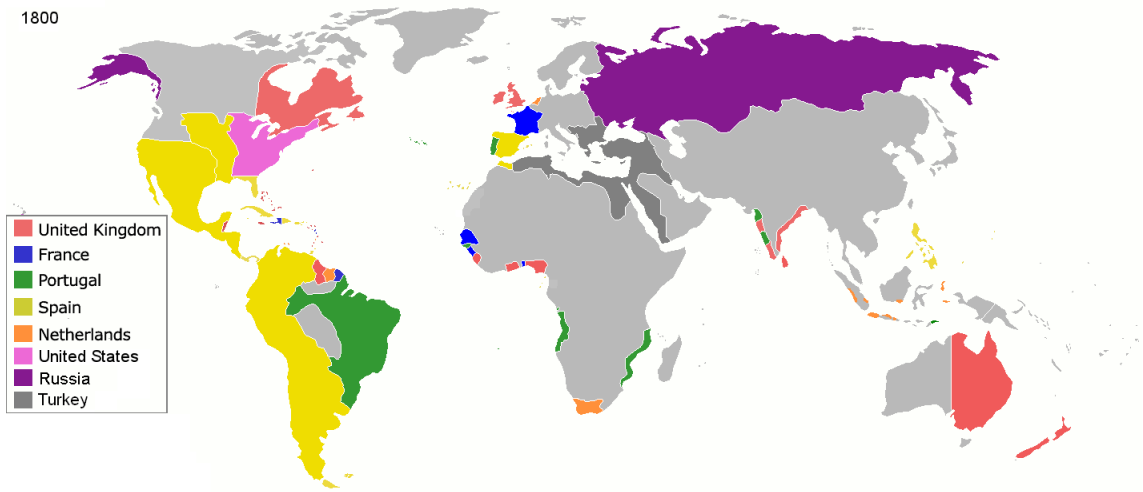 1800
United Kingdom
France
Portugal
Spain
Netherlands
United States
Russia
Turkey